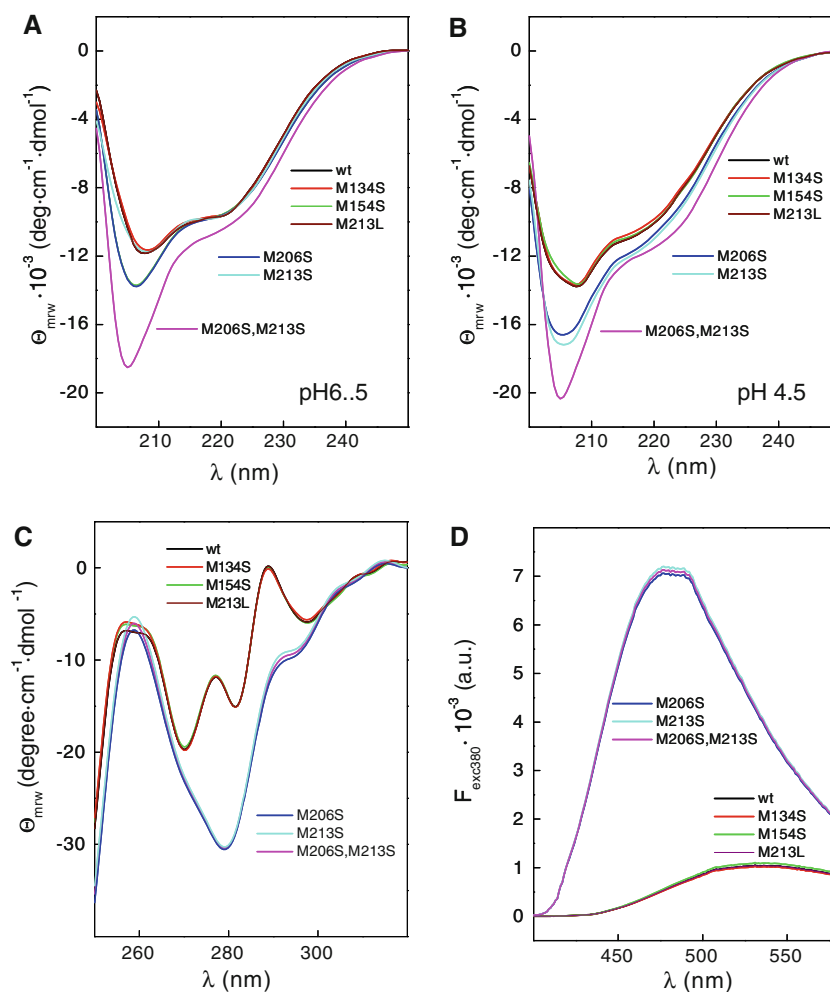 A
Θmrw · 10⁻³ (deg·cm⁻¹·dmol⁻¹)
0
-4
-8
-12
-16
-20
wt
M134S
M154S
M213L
M206S
M213S
M206S,M213S
pH6..5
210 220 230 240
λ (nm)
B
Θmrw · 10⁻³ (deg·cm⁻¹·dmol⁻¹)
0
-4
-8
-12
-16
-20
wt
M134S
M154S
M213L
M206S
M213S
M206S,M213S
pH 4.5
210 220 230 240
λ (nm)
C
Θmrw (degree·cm⁻¹·dmol⁻¹)
0
-10
-20
-30
wt
M134S
M154S
M213L
M206S
M213S
M206S,M213S
260 280 300
λ (nm)
D
Fexc380 · 10⁻³ (a.u.)
7
6
5
4
3
2
1
0
M206S
M213S
M206S,M213S
wt
M134S
M154S
M213L
450 500 550
λ (nm)